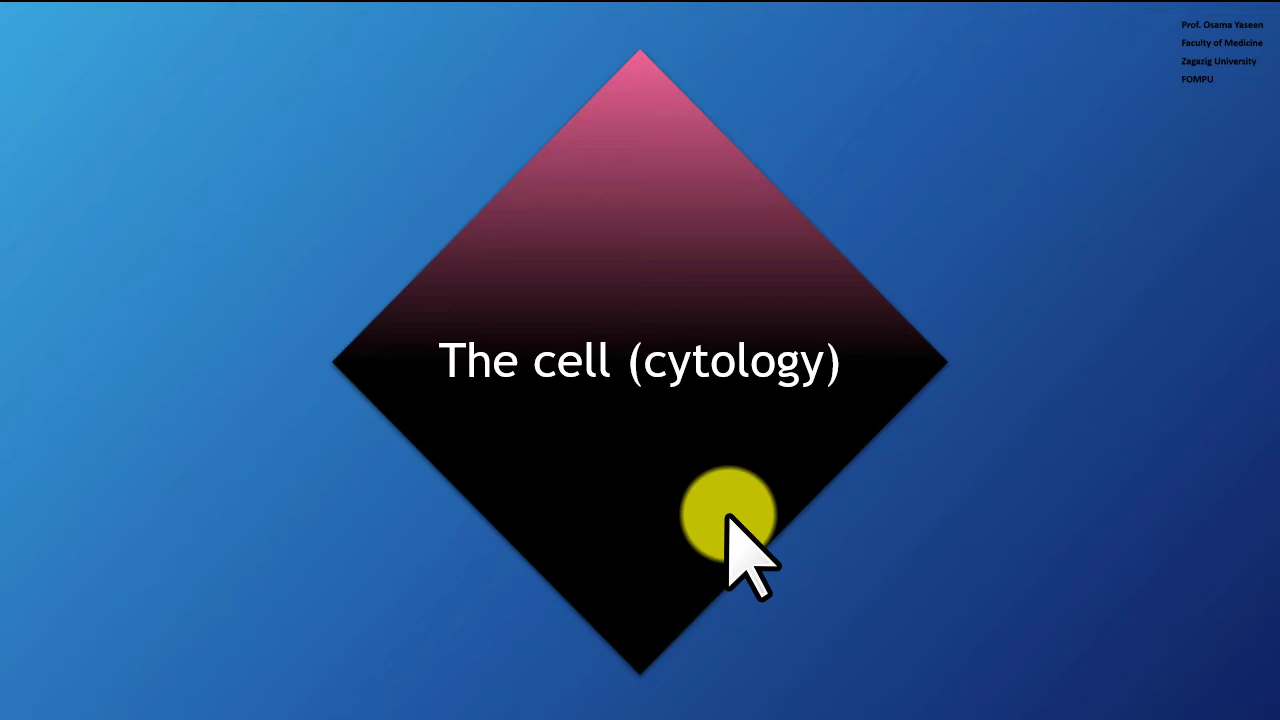 Prof. Osama Yaseen
Faculty of Medicine
Zagazig University
FOMPU
The cell (cytology)